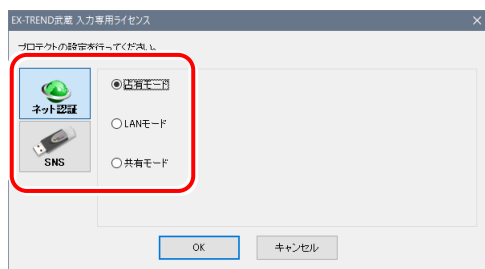 EX-TREND武蔵 入力専用ライセンス
プロテクトの設定を行ってください。
ネット認証
占有モード
LANモード
SNS
共有モード
OK キャンセル